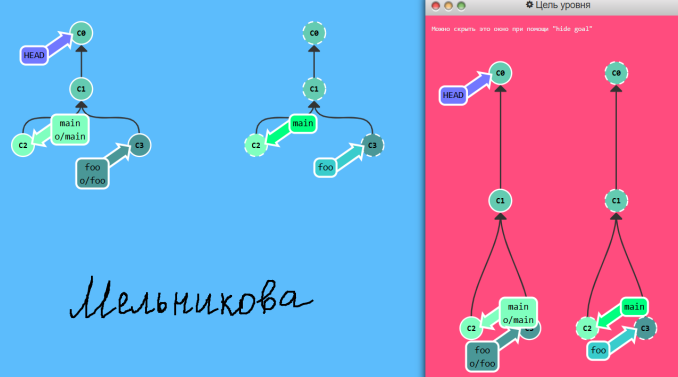 C0
HEAD
C1
main
o/main
C2
C3
foo
o/foo
C0
C1
main
C2
C3
foo
Мельникова
Цель уровня
Можно скрыть это окно при помощи "hide goal"
C0
HEAD
C1
main
o/main
C2
C3
foo
o/foo
C0
C1
main
C2
C3
foo